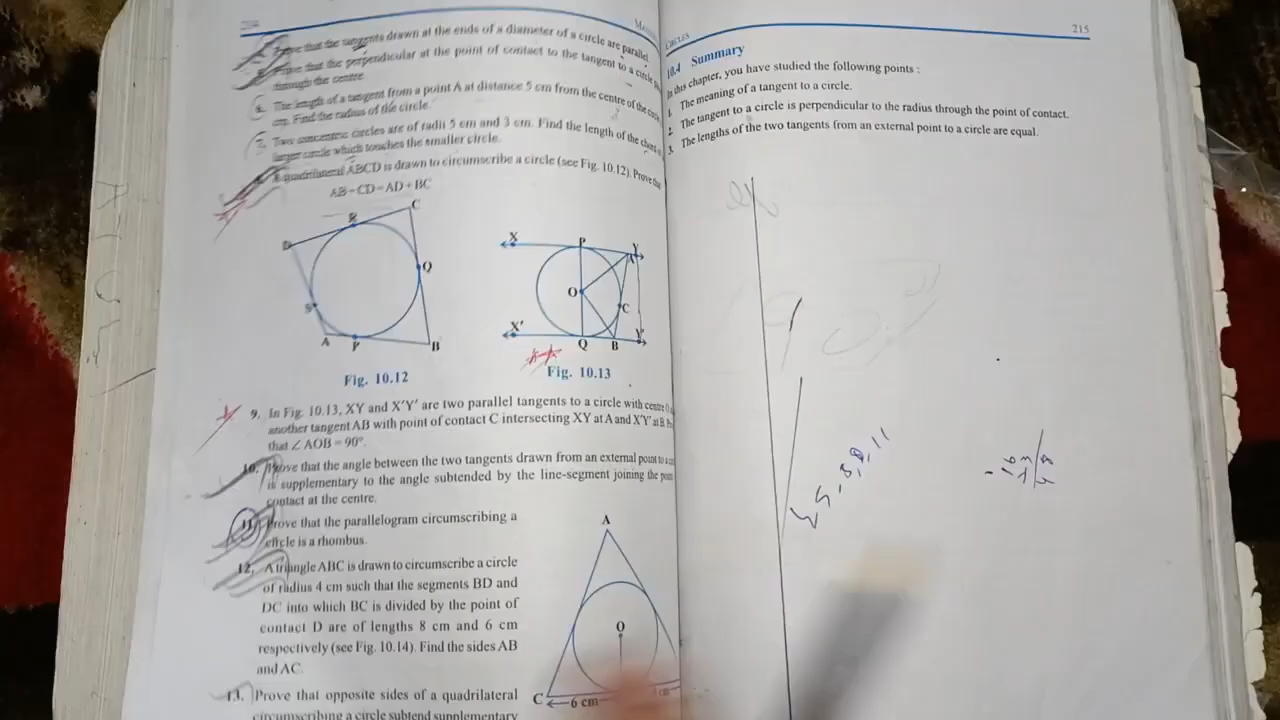 215
CIRCLES
4. Prove that the tangents drawn at the ends of a diameter of a circle are parallel.
Prove that the perpendicular at the point of contact to the tangent to a circle
through the centre.
The length of a tangent from a point A at distance 5 cm from the centre of the circle
cm. Find the radius of the circle.
7. Two concentric circles are of radii 5 cm and 3 cm. Find the length of the chord
larger circle which touches the smaller circle.
A quadrilateral ABCD is drawn to circumscribe a circle (see Fig. 10.12). Prove that
AB + CD = AD + BC
D
R
C
Q
S
A
P
B
Fig. 10.12
X
P
Y
A
O
C
X'
Q
B
Y'
Fig. 10.13
9. In Fig. 10.13, XY and X'Y' are two parallel tangents to a circle with centre O
another tangent AB with point of contact C intersecting XY at A and X'Y' at B.
that ∠ AOB = 90°.
10. Prove that the angle between the two tangents drawn from an external point to a
is supplementary to the angle subtended by the line-segment joining the
contact at the centre.
11. Prove that the parallelogram circumscribing a
circle is a rhombus.
12. A triangle ABC is drawn to circumscribe a circle
of radius 4 cm such that the segments BD and
DC into which BC is divided by the point of
contact D are of lengths 8 cm and 6 cm
respectively (see Fig. 10.14). Find the sides AB
and AC.
A
O
C
6 cm
13. Prove that opposite sides of a quadrilateral
circumscribing a circle subtend supplementary
10.4 Summary
In this chapter, you have studied the following points :
1. The meaning of a tangent to a circle.
2. The tangent to a circle is perpendicular to the radius through the point of contact.
3. The lengths of the two tangents from an external point to a circle are equal.